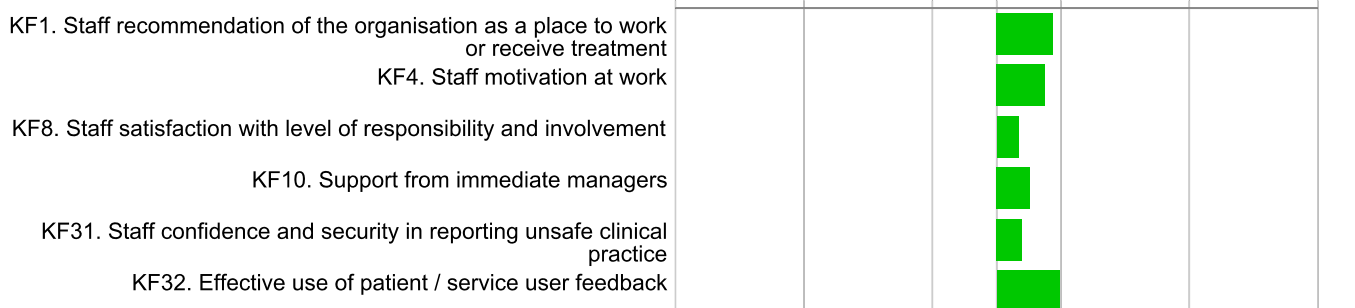 KF1. Staff recommendation of the organisation as a place to work
or receive treatment
KF4. Staff motivation at work
KF8. Staff satisfaction with level of responsibility and involvement
KF10. Support from immediate managers
KF31. Staff confidence and security in reporting unsafe clinical
practice
KF32. Effective use of patient / service user feedback